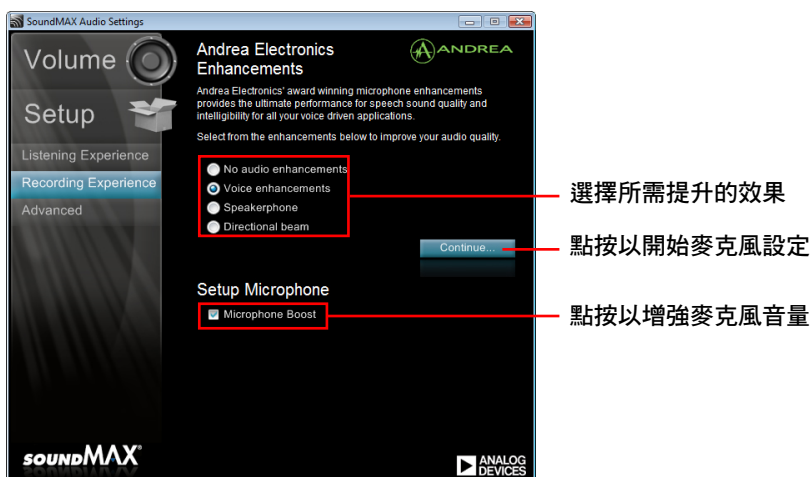 SoundMAX Audio Settings
Volume
Setup
Listening Experience
Recording Experience
Advanced
Andrea Electronics
Enhancements
ANDREA
Andrea Electronics' award winning microphone enhancements
provides the ultimate performance for speech sound quality and
intelligibility for all your voice driven applications.
Select from the enhancements below to improve your audio quality.
No audio enhancements
Voice enhancements
Speakerphone
Directional beam
Continue...
Setup Microphone
Microphone Boost
選擇所需提升的效果
點按以開始麥克風設定
點按以增強麥克風音量
SOUNDMAX®
ANALOG
DEVICES